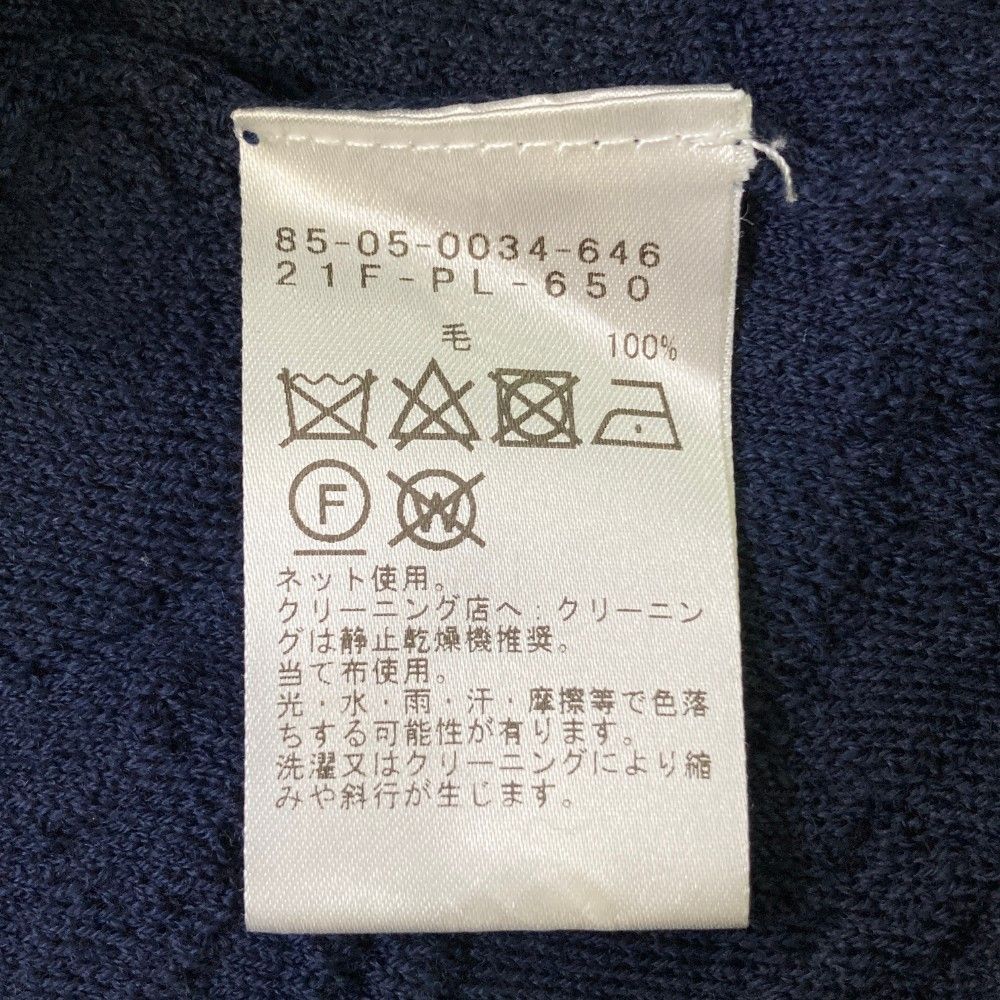 85-05-0034-646
21F-PL-650
毛 100%
F W
ネット使用。
クリーニング店へ・クリーニン
グは静止乾燥機推奨。
当て布使用。
光・水・雨・汗・摩擦等で色落
ちする可能性が有ります。
洗濯又はクリーニングにより縮
みや斜行が生じます。